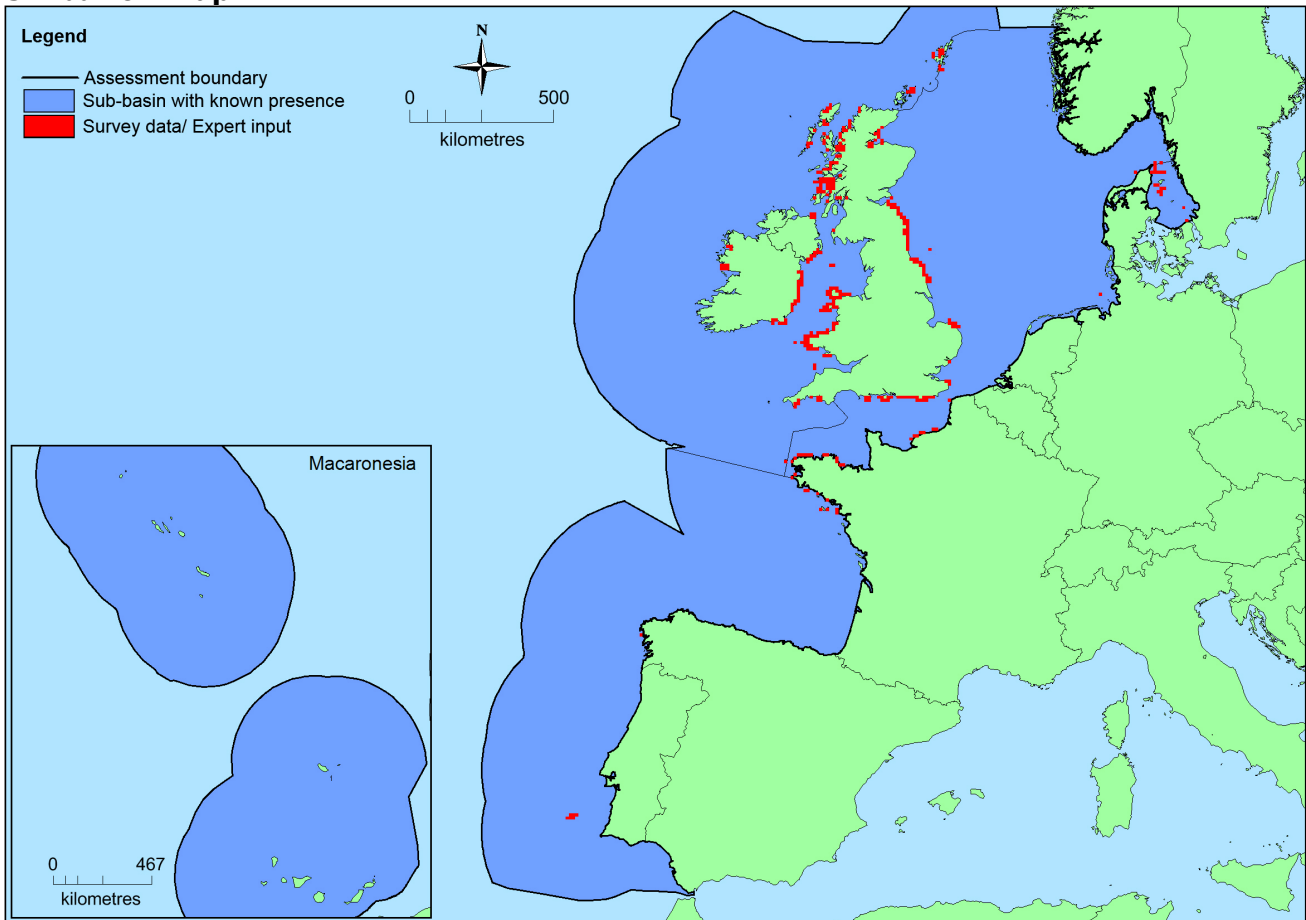 Legend
Assessment boundary
Sub-basin with known presence
Survey data/ Expert input
N
0 500
kilometres
Macaronesia
0 467
kilometres